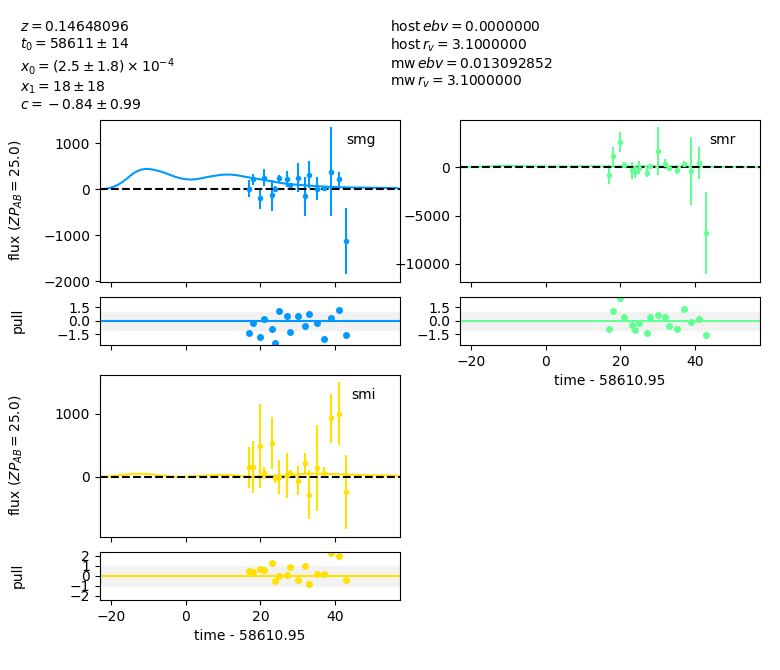 z = 0.14648096
t₀ = 58611 ± 14
x₀ = (2.5 ± 1.8) × 10⁻⁴
x₁ = 18 ± 18
c = −0.84 ± 0.99
host ebv = 0.0000000
host r_v = 3.1000000
mw ebv = 0.013092852
mw r_v = 3.1000000
smg
flux (ZP_AB = 25.0)
1000
0
−1000
−2000
pull
1.5
0.0
−1.5
smr
0
−5000
−10000
1.5
0.0
−1.5
−20 0 20 40
time - 58610.95
smi
flux (ZP_AB = 25.0)
1000
0
pull
2
1
0
−1
−2
−20 0 20 40
time - 58610.95